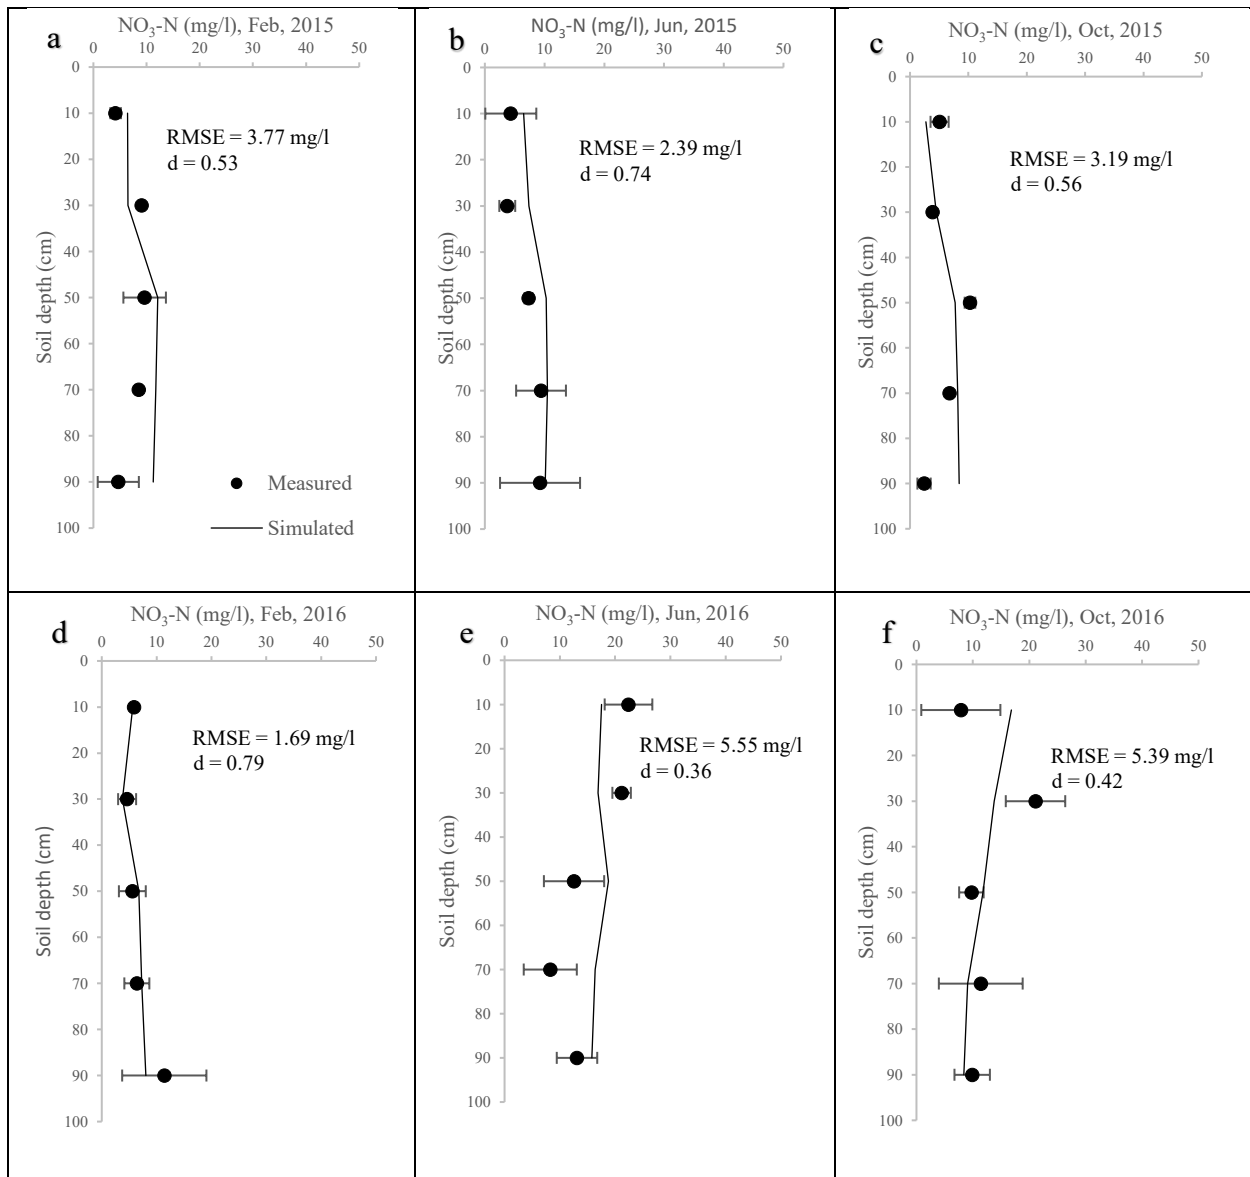 a
NO₃-N (mg/l), Feb, 2015
0 10 20 30 40 50
0
10
20
30
40
50
60
70
80
90
100
Soil depth (cm)
RMSE = 3.77 mg/l
d = 0.53
Measured
Simulated
b
NO₃-N (mg/l), Jun, 2015
0 10 20 30 40 50
0
10
20
30
40
50
60
70
80
90
100
Soil depth (cm)
RMSE = 2.39 mg/l
d = 0.74
c
NO₃-N (mg/l), Oct, 2015
0 10 20 30 40 50
0
10
20
30
40
50
60
70
80
90
100
Soil depth (cm)
RMSE = 3.19 mg/l
d = 0.56
d
NO₃-N (mg/l), Feb, 2016
0 10 20 30 40 50
0
10
20
30
40
50
60
70
80
90
100
Soil depth (cm)
RMSE = 1.69 mg/l
d = 0.79
e
NO₃-N (mg/l), Jun, 2016
0 10 20 30 40 50
0
10
20
30
40
50
60
70
80
90
100
Soil depth (cm)
RMSE = 5.55 mg/l
d = 0.36
f
NO₃-N (mg/l), Oct, 2016
0 10 20 30 40 50
0
10
20
30
40
50
60
70
80
90
100
Soil depth (cm)
RMSE = 5.39 mg/l
d = 0.42